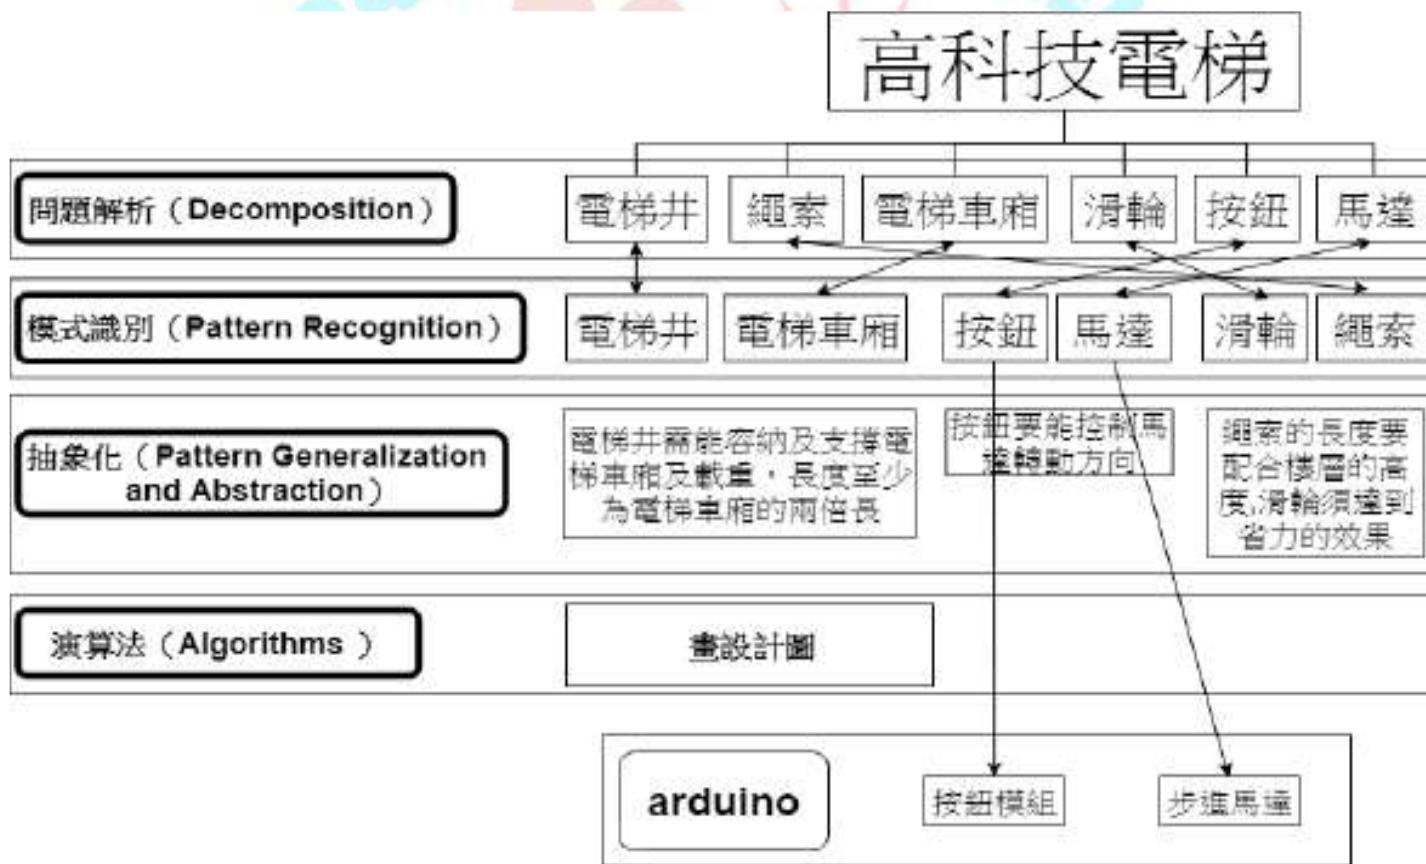 高科技電梯
問題解析（Decomposition）
電梯井
繩索
電梯車廂
滑輪
按鈕
馬達
模式識別（Pattern Recognition）
電梯井
電梯車廂
按鈕
馬達
滑輪
繩索
抽象化（Pattern Generalization
and Abstraction）
電梯井需能容納及支撐電
梯車廂及載重，長度至少
為電梯車廂的兩倍長
按鈕要能控制馬
達轉動方向
繩索的長度要
配合樓層的高
度,滑輪須達到
省力的效果
演算法（Algorithms ）
畫設計圖
arduino
按鈕模組
步進馬達